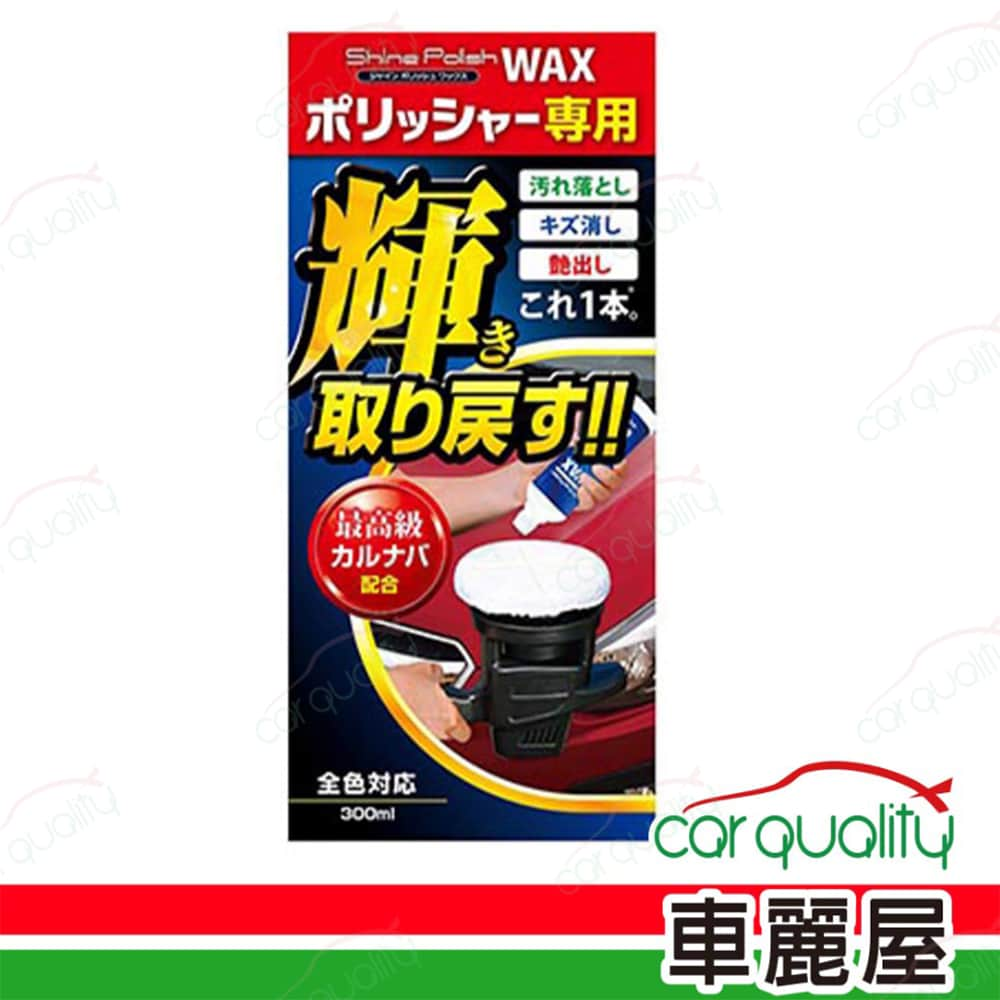 Shine Polish WAX
シャイン ポリッシュ ワックス
ポリッシャー専用
汚れ落とし
キズ消し
艶出し
これ1本。
輝き
取り戻す!!
WAX
最高級
カルナバ
配合
全色対応
300ml
car quality
車麗屋